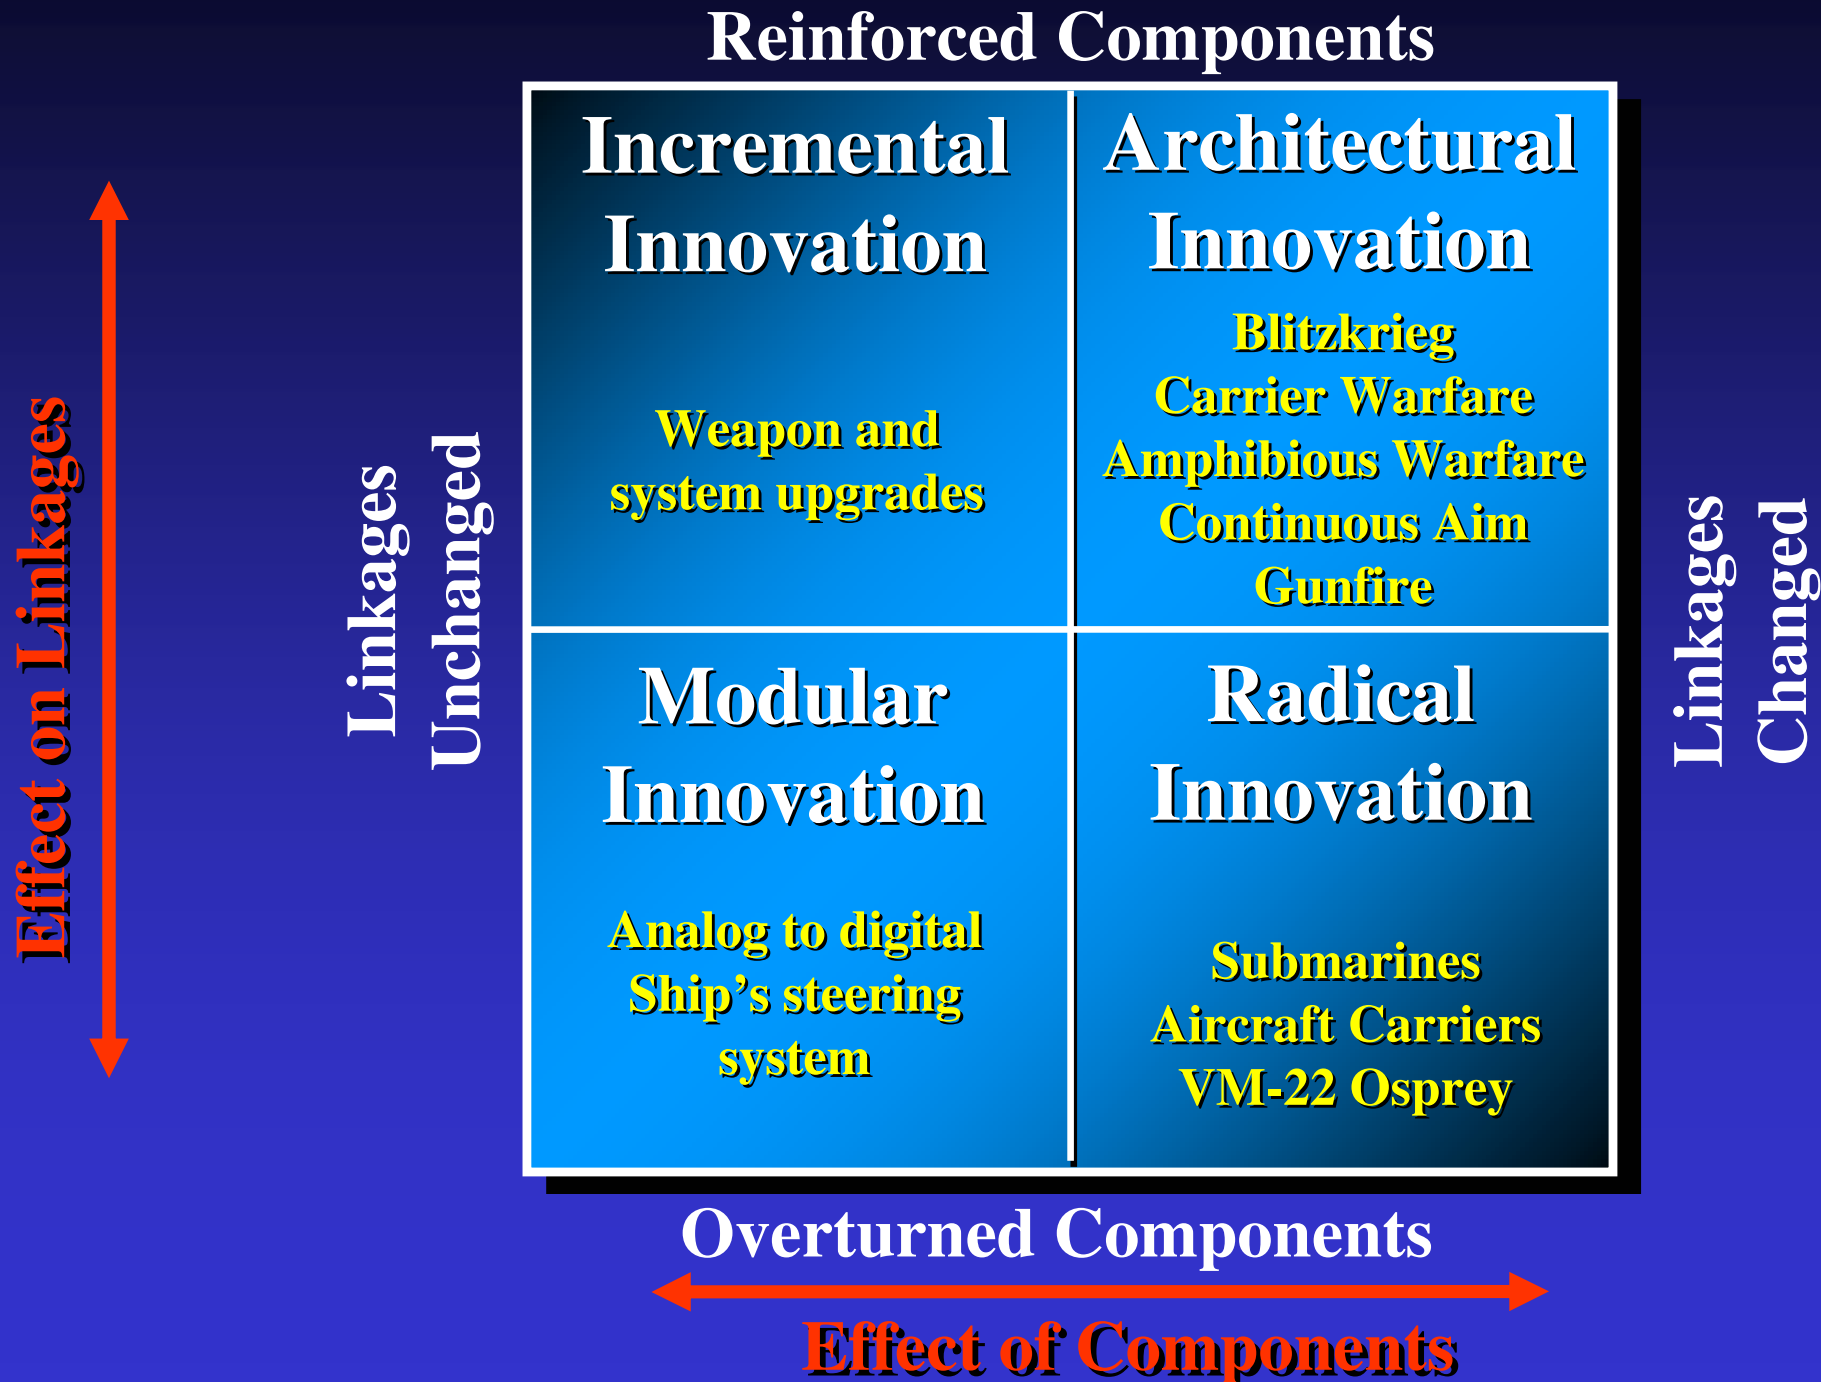 Reinforced Components
Incremental
Innovation
Weapon and
system upgrades
Architectural
Innovation
Blitzkrieg
Carrier Warfare
Amphibious Warfare
Continuous Aim
Gunfire
Modular
Innovation
Analog to digital
Ship’s steering
system
Radical
Innovation
Submarines
Aircraft Carriers
VM-22 Osprey
Effect on Linkages
Linkages
Unchanged
Linkages
Changed
Overturned Components
Effect of Components